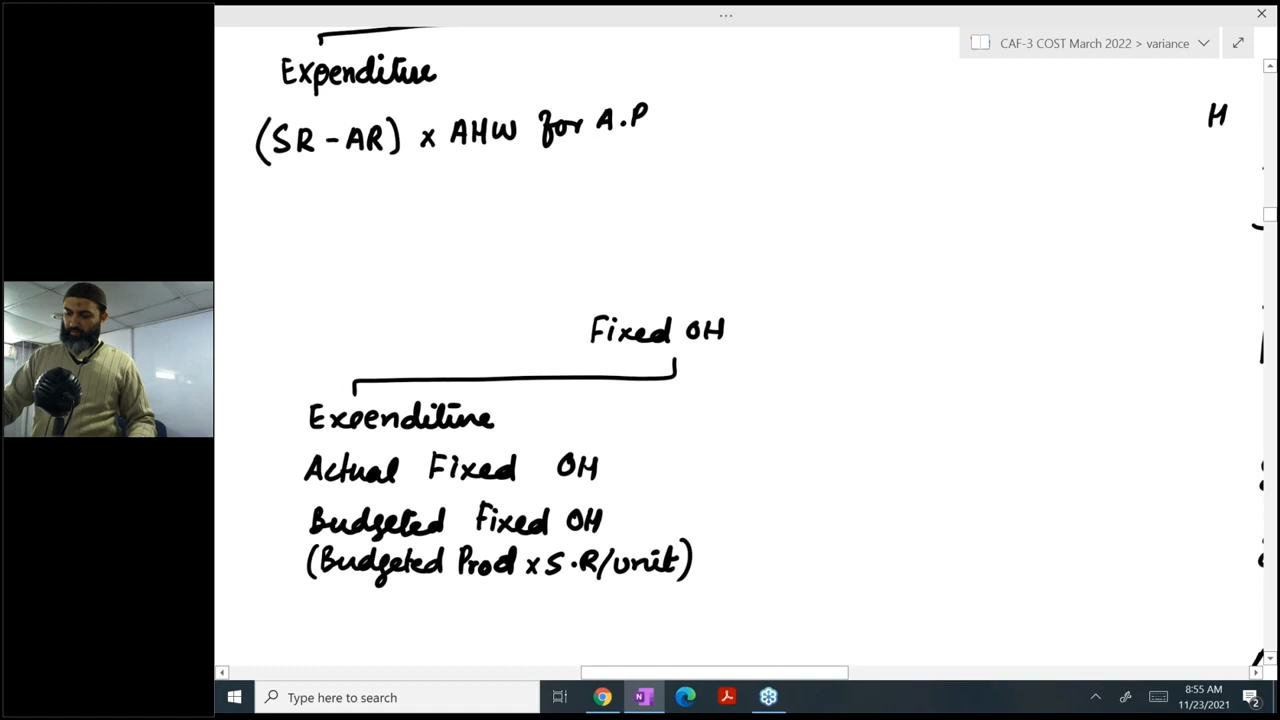 CAF-3 COST March 2022 > variance
Expenditure
(SR - AR) x AHW for A.P
H
Fixed OH
Expenditure
Actual Fixed OH
Budgeted Fixed OH
(Budgeted Prod x S.R/unit)
Type here to search
8:55 AM
11/23/2021
2